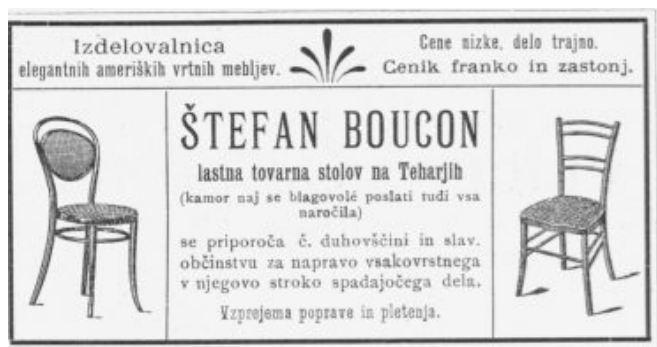 Izdelovalnica
elegantnih ameriških vrtnih mebljev.
Cene nizke, delo trajno.
Cenik franko in zastonj.
ŠTEFAN BOUCON
lastna tovarna stolov na Teharjih
(kamor naj se blagovolé poslati tudi vsa
naročila)
se priporoča č. duhovščini in slav.
občinstvu za napravo vsakovrstnega
v njegovo stroko spadajočega dela.
Vzprejema poprave in pletenja.